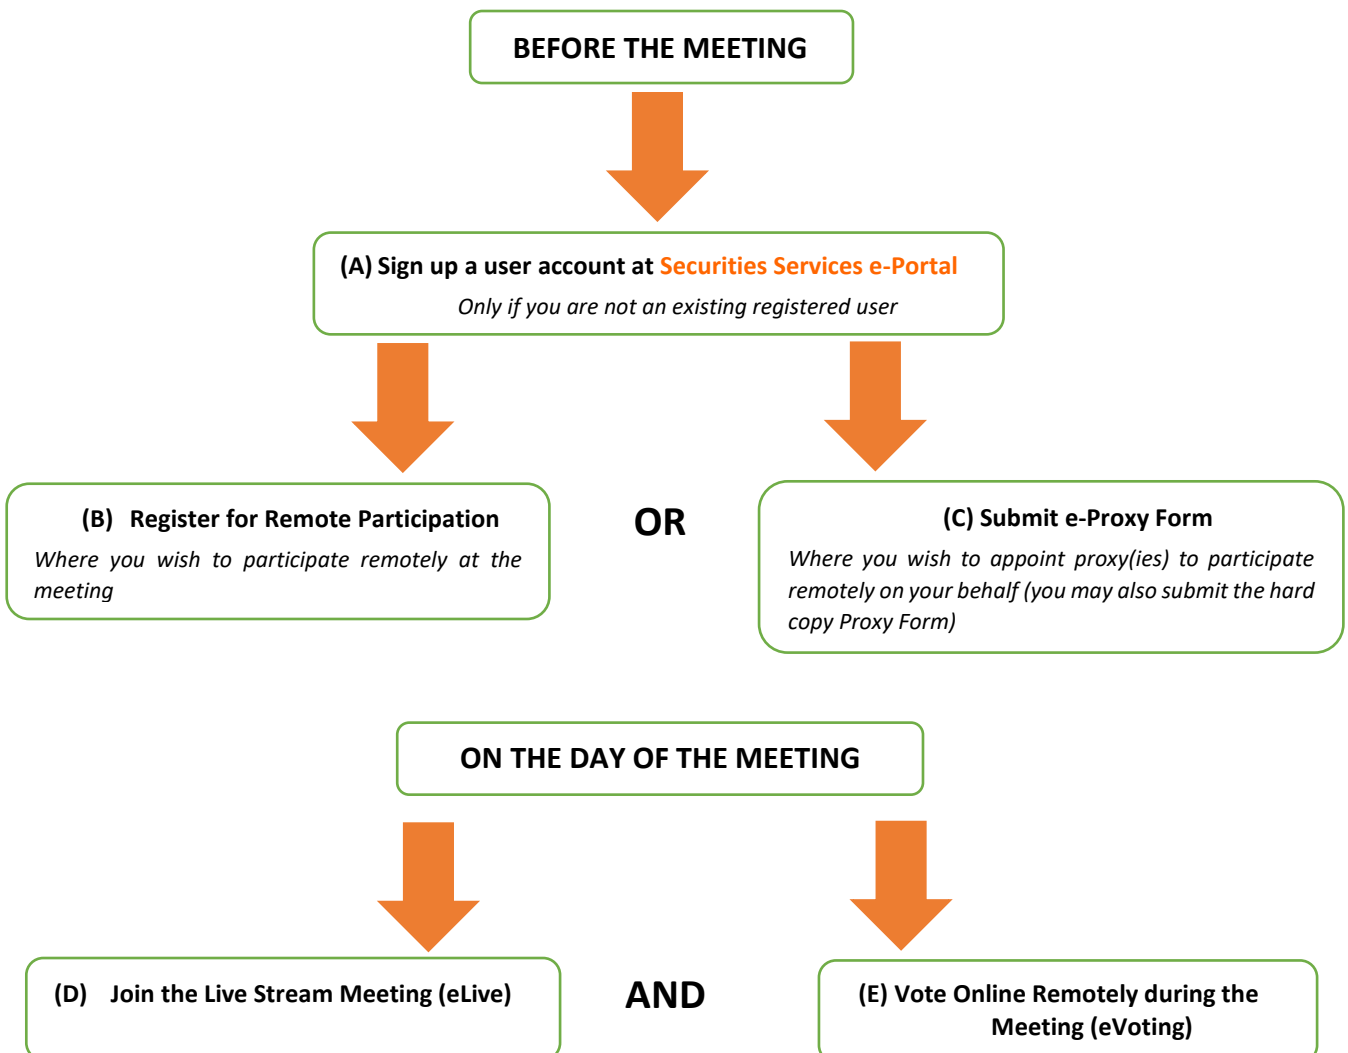 BEFORE THE MEETING
(A) Sign up a user account at Securities Services e-Portal
Only if you are not an existing registered user
(B) Register for Remote Participation
Where you wish to participate remotely at the
meeting
OR
(C) Submit e-Proxy Form
Where you wish to appoint proxy(ies) to participate
remotely on your behalf (you may also submit the hard
copy Proxy Form)
ON THE DAY OF THE MEETING
(D) Join the Live Stream Meeting (eLive)
AND
(E) Vote Online Remotely during the
Meeting (eVoting)